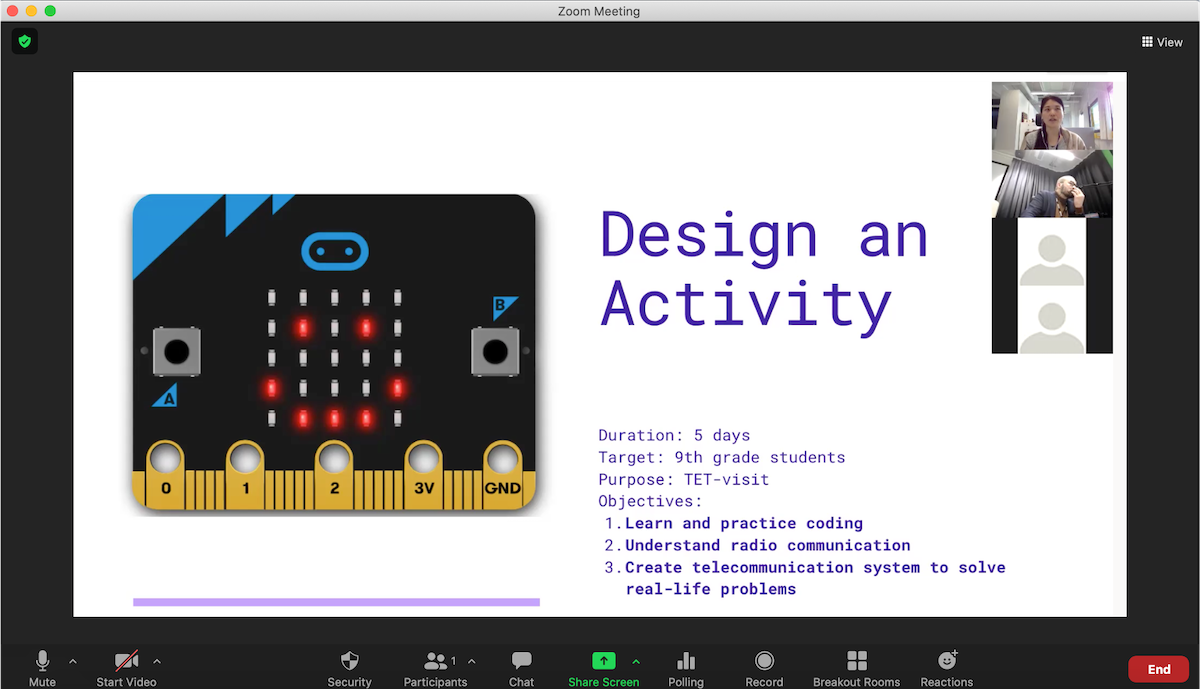 Zoom Meeting
View
Design an
Activity
B
A
0 1 2 3V GND
Duration: 5 days
Target: 9th grade students
Purpose: TET-visit
Objectives:
1. Learn and practice coding
2. Understand radio communication
3. Create telecommunication system to solve
real-life problems
1
Mute Start Video Security Participants Chat Share Screen Polling Record Breakout Rooms Reactions End